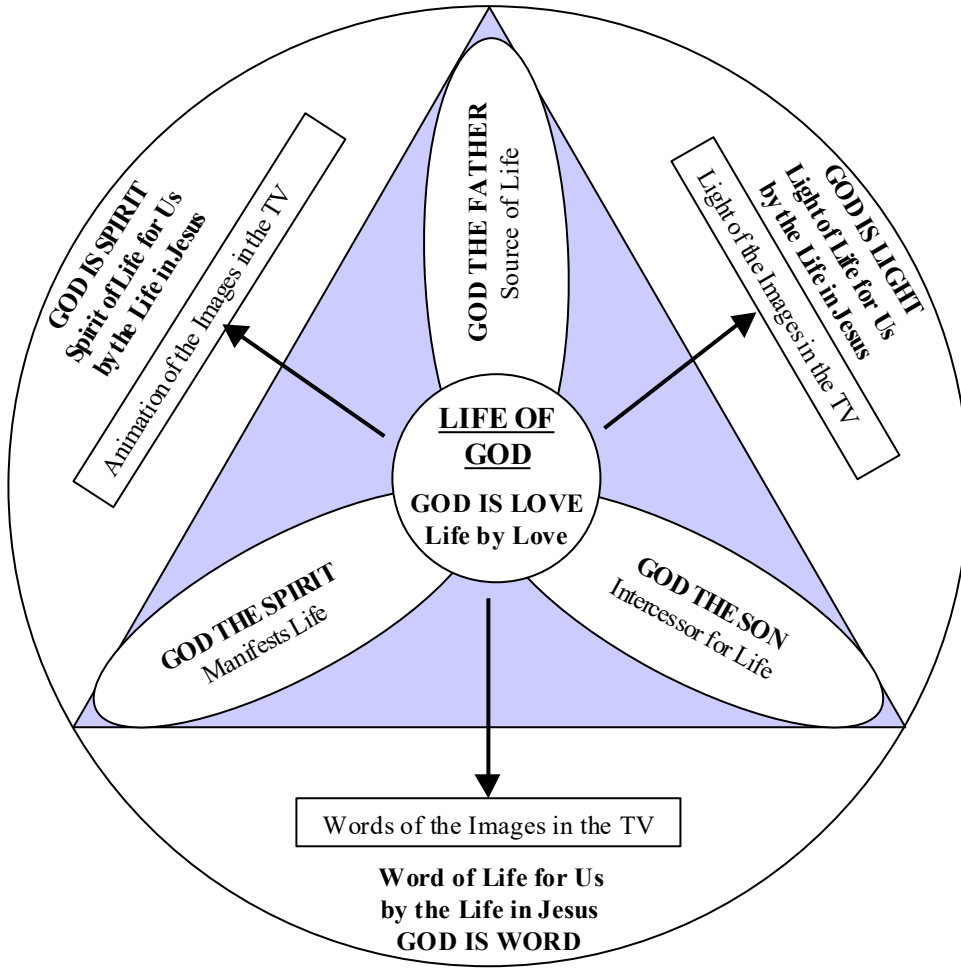 GOD THE FATHER
Source of Life
GOD IS SPIRIT
Spirit of Life for Us
by the Life in Jesus
Animation of the Images in the TV
GOD IS LIGHT
Light of Life for Us
by the Life in Jesus
Light of the Images in the TV
LIFE OF
GOD
GOD IS LOVE
Life by Love
GOD THE SPIRIT
Manifests Life
GOD THE SON
Intercessor for Life
Words of the Images in the TV
Word of Life for Us
by the Life in Jesus
GOD IS WORD